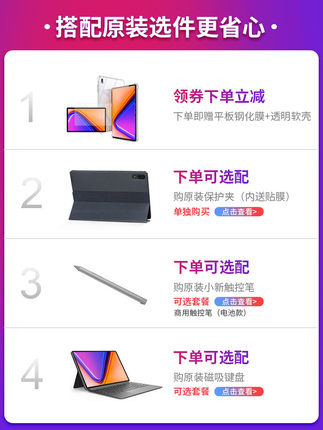 搭配原装选件更省心
1
领券下单立减
下单即赠平板钢化膜+透明软壳
2
下单可选配
购原装保护夹（内送贴膜）
单独购买 点击查看>
3
下单可选配
购原装小新触控笔
可选套餐 点击查看>
商用触控笔（电池款）
4
下单可选配
购原装磁吸键盘
可选套餐 点击查看>